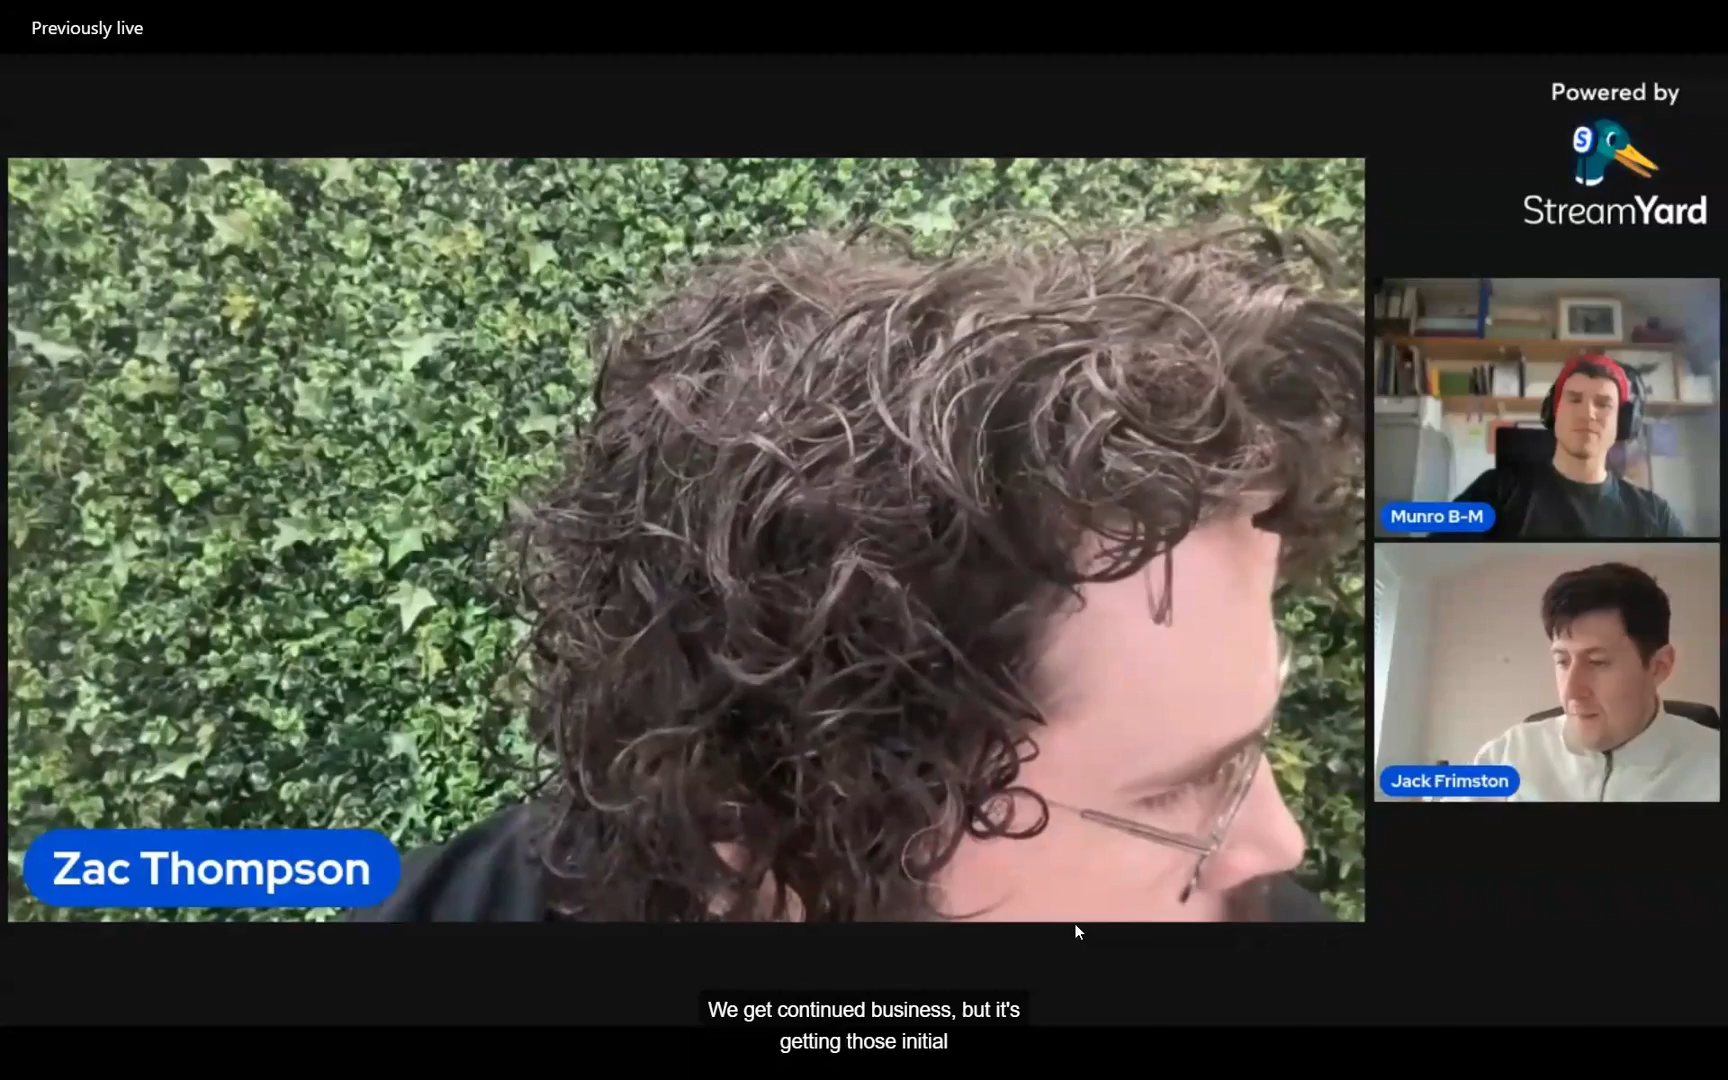 Previously live
Powered by
S
StreamYard
Munro B-M
Jack Frimston
Zac Thompson
We get continued business, but it's
getting those initial